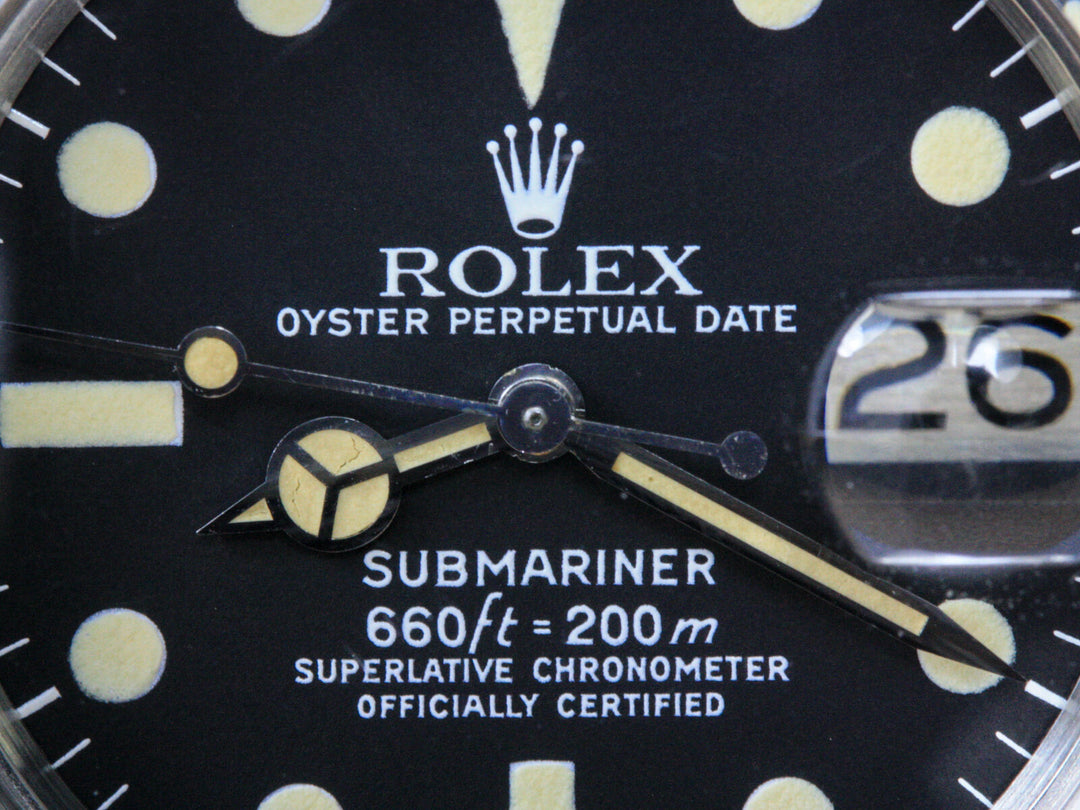 ROLEX
OYSTER PERPETUAL DATE
26
SUBMARINER
660ft = 200m
SUPERLATIVE CHRONOMETER
OFFICIALLY CERTIFIED